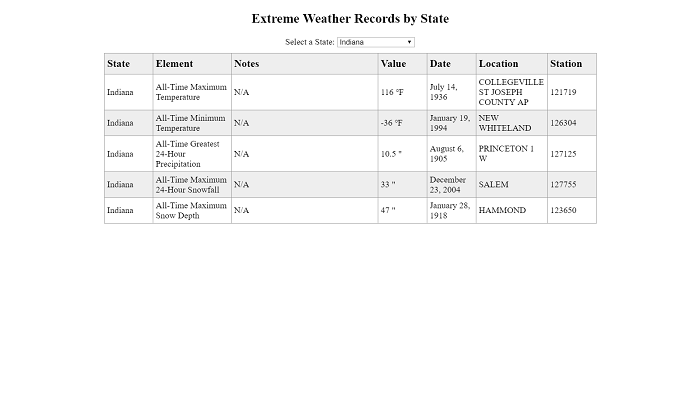 Extreme Weather Records by State
Select a State: Indiana
State Element Notes Value Date Location Station
Indiana All-Time Maximum Temperature N/A 116 °F July 14, 1936 COLLEGEVILLE ST JOSEPH COUNTY AP 121719
Indiana All-Time Minimum Temperature N/A -36 °F January 19, 1994 NEW WHITELAND 126304
Indiana All-Time Greatest 24-Hour Precipitation N/A 10.5 " August 6, 1905 PRINCETON 1 W 127125
Indiana All-Time Maximum 24-Hour Snowfall N/A 33 " December 23, 2004 SALEM 127755
Indiana All-Time Maximum Snow Depth N/A 47 " January 28, 1918 HAMMOND 123650